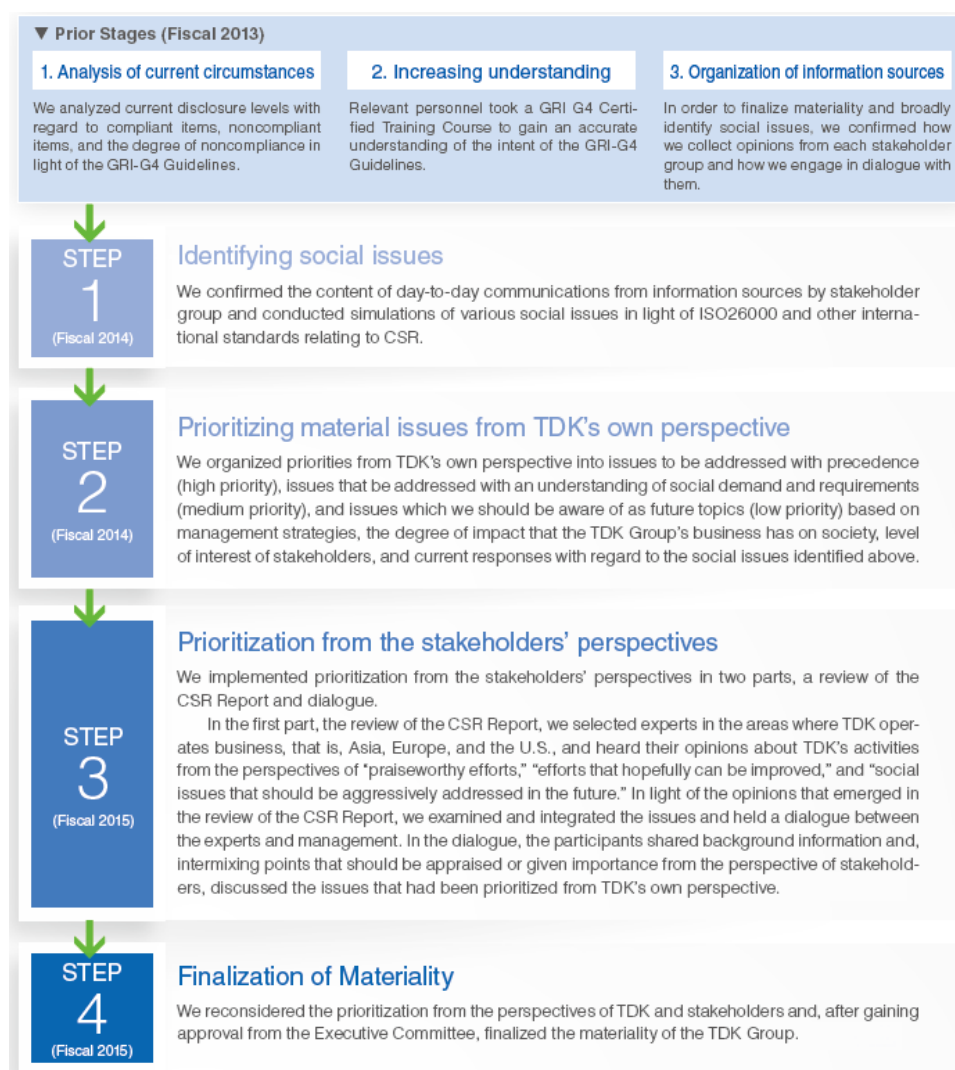 ▼ Prior Stages (Fiscal 2013)
1. Analysis of current circumstances
We analyzed current disclosure levels with
regard to compliant items, noncompliant
items, and the degree of noncompliance in
light of the GRI-G4 Guidelines.
2. Increasing understanding
Relevant personnel took a GRI G4 Certi-
fied Training Course to gain an accurate
understanding of the intent of the GRI-G4
Guidelines.
3. Organization of information sources
In order to finalize materiality and broadly
identify social issues, we confirmed how
we collect opinions from each stakeholder
group and how we engage in dialogue with
them.
STEP
1
(Fiscal 2014)
Identifying social issues
We confirmed the content of day-to-day communications from information sources by stakeholder
group and conducted simulations of various social issues in light of ISO26000 and other interna-
tional standards relating to CSR.
STEP
2
(Fiscal 2014)
Prioritizing material issues from TDK's own perspective
We organized priorities from TDK's own perspective into issues to be addressed with precedence
(high priority), issues that be addressed with an understanding of social demand and requirements
(medium priority), and issues which we should be aware of as future topics (low priority) based on
management strategies, the degree of impact that the TDK Group's business has on society, level
of interest of stakeholders, and current responses with regard to the social issues identified above.
STEP
3
(Fiscal 2015)
Prioritization from the stakeholders' perspectives
We implemented prioritization from the stakeholders' perspectives in two parts, a review of the
CSR Report and dialogue.
In the first part, the review of the CSR Report, we selected experts in the areas where TDK oper-
ates business, that is, Asia, Europe, and the U.S., and heard their opinions about TDK's activities
from the perspectives of "praiseworthy efforts," "efforts that hopefully can be improved," and "social
issues that should be aggressively addressed in the future." In light of the opinions that emerged in
the review of the CSR Report, we examined and integrated the issues and held a dialogue between
the experts and management. In the dialogue, the participants shared background information and,
intermixing points that should be appraised or given importance from the perspective of stakehold-
ers, discussed the issues that had been prioritized from TDK's own perspective.
STEP
4
(Fiscal 2015)
Finalization of Materiality
We reconsidered the prioritization from the perspectives of TDK and stakeholders and, after gaining
approval from the Executive Committee, finalized the materiality of the TDK Group.